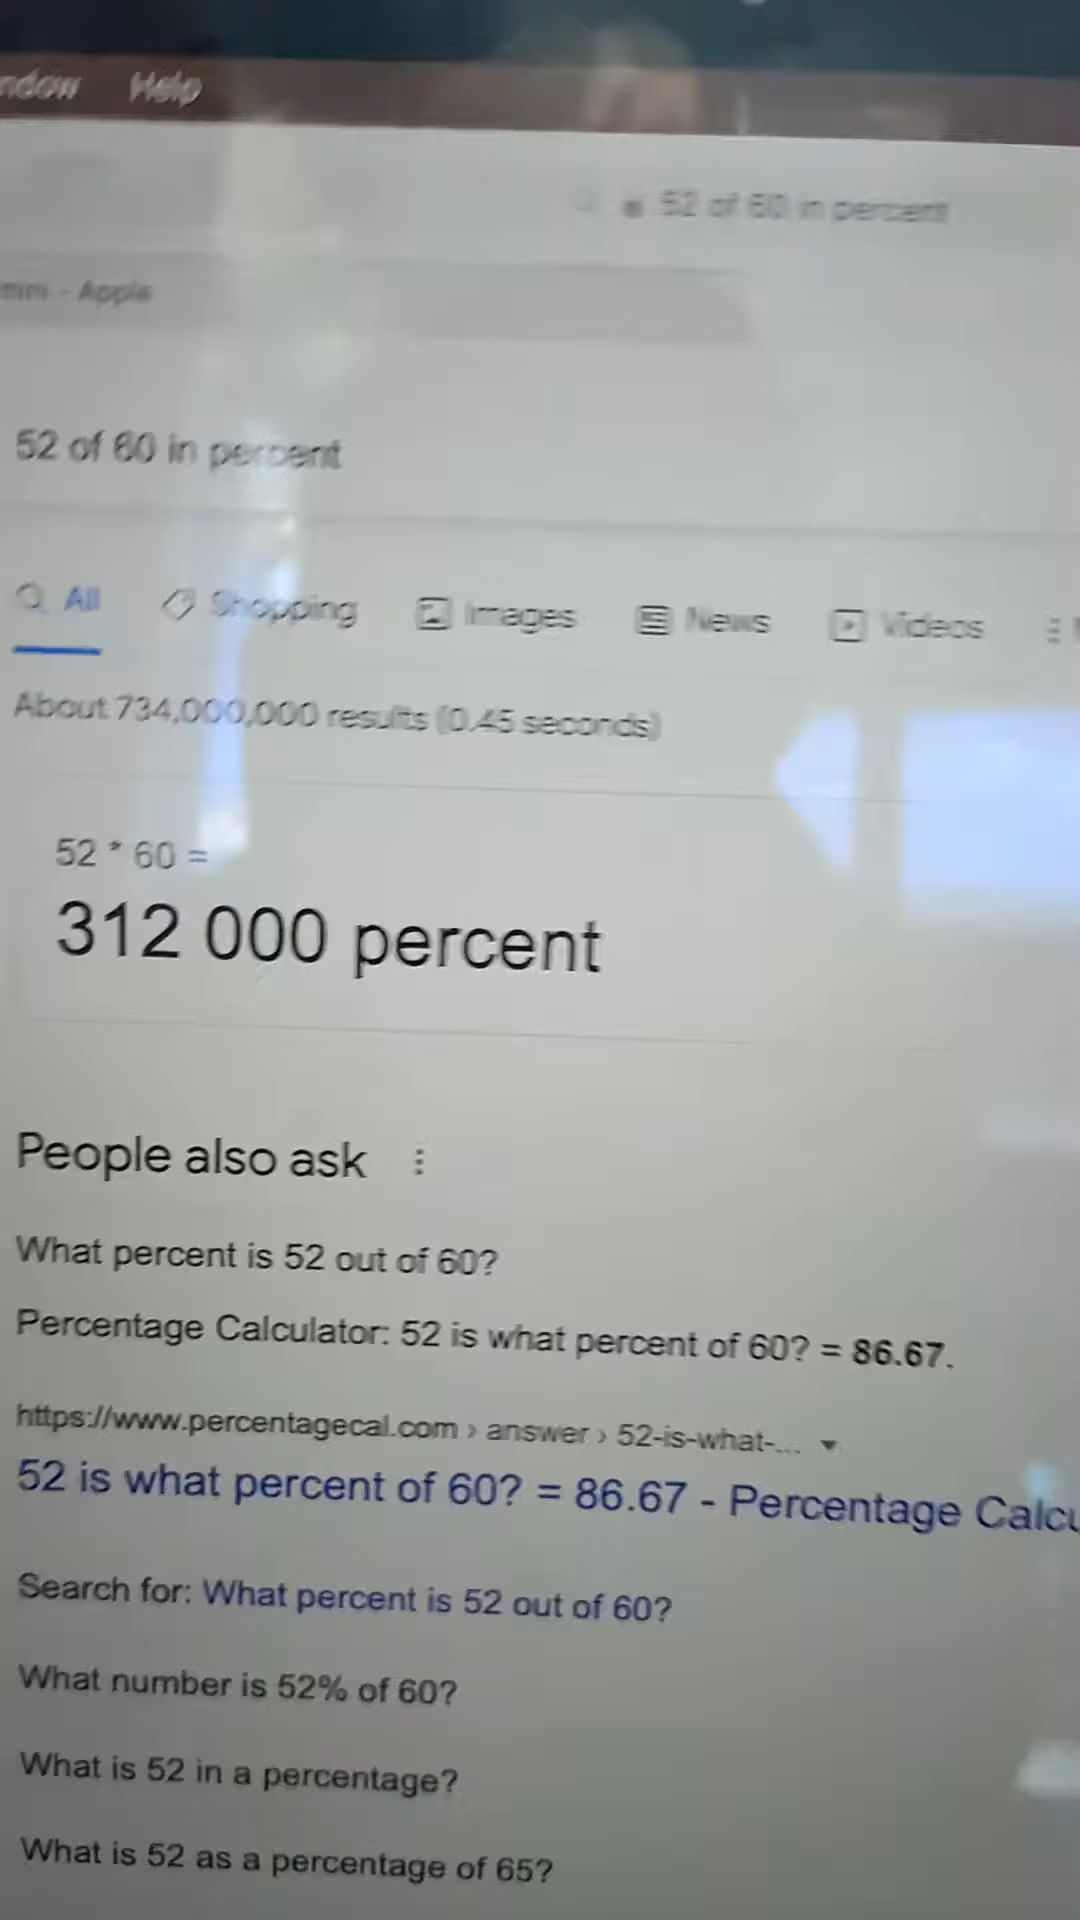 Help
52 of 60 in percent
- Apple
52 of 60 in percent
All Shopping Images News Videos
About 734,000,000 results (0.45 seconds)
52 * 60 =
312 000 percent
People also ask
What percent is 52 out of 60?
Percentage Calculator: 52 is what percent of 60? = 86.67.
https://www.percentagecal.com › answer › 52-is-what-...
52 is what percent of 60? = 86.67 - Percentage Calcu
Search for: What percent is 52 out of 60?
What number is 52% of 60?
What is 52 in a percentage?
What is 52 as a percentage of 65?